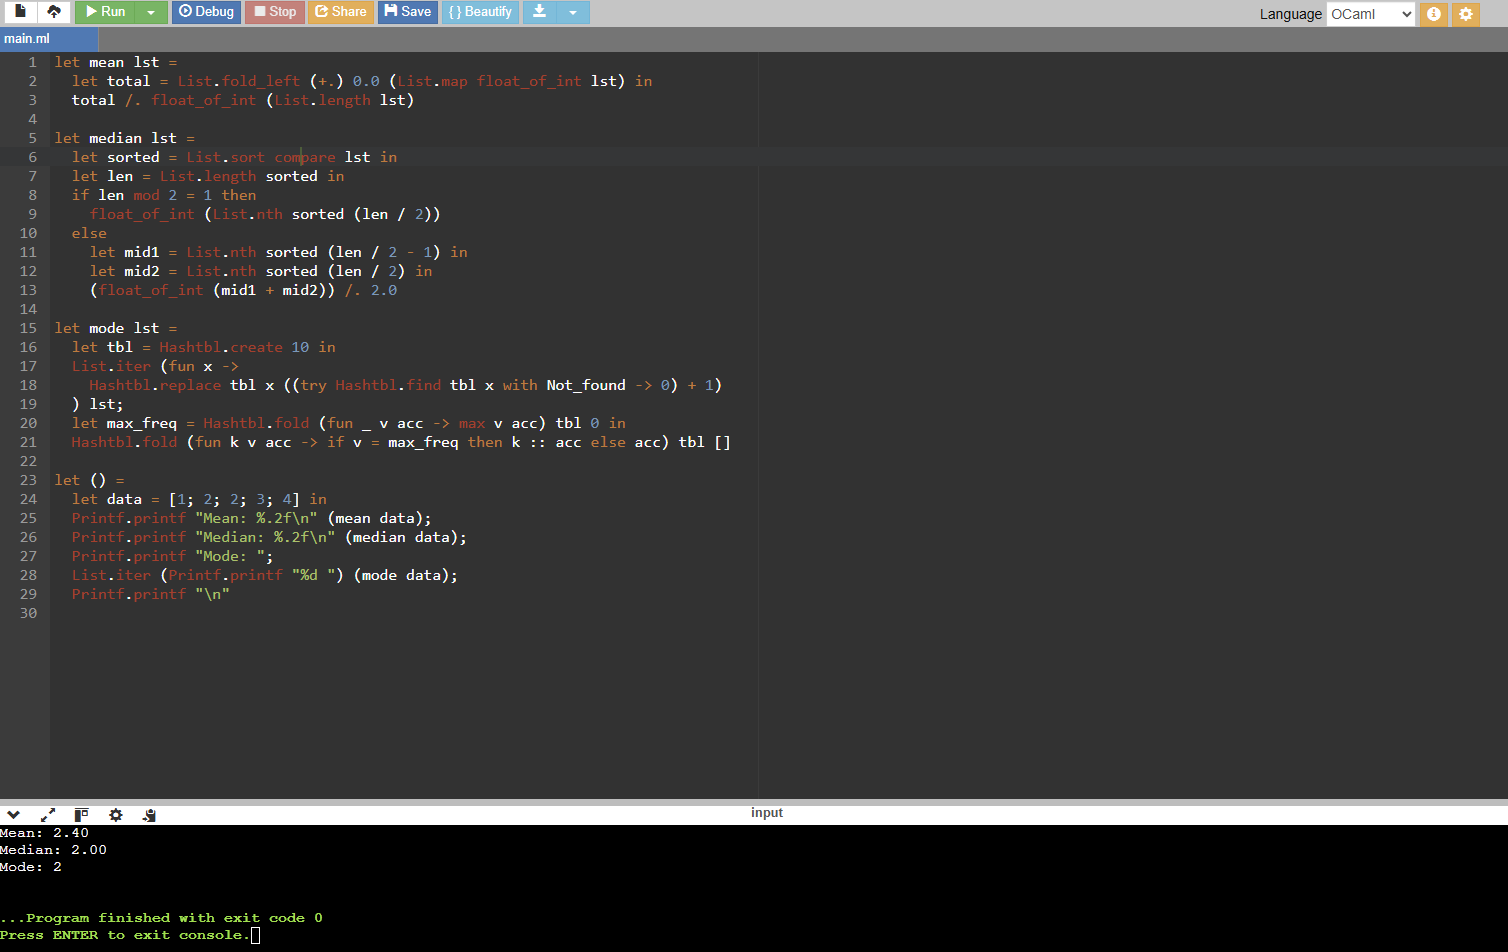 Run Debug Stop Share Save { } Beautify Language OCaml
main.ml
1 let mean lst =
2   let total = List.fold_left (+.) 0.0 (List.map float_of_int lst) in
3   total /. float_of_int (List.length lst)
4
5 let median lst =
6   let sorted = List.sort compare lst in
7   let len = List.length sorted in
8   if len mod 2 = 1 then
9     float_of_int (List.nth sorted (len / 2))
10   else
11     let mid1 = List.nth sorted (len / 2 - 1) in
12     let mid2 = List.nth sorted (len / 2) in
13     (float_of_int (mid1 + mid2)) /. 2.0
14
15 let mode lst =
16   let tbl = Hashtbl.create 10 in
17   List.iter (fun x ->
18     Hashtbl.replace tbl x ((try Hashtbl.find tbl x with Not_found -> 0) + 1)
19   ) lst;
20   let max_freq = Hashtbl.fold (fun _ v acc -> max v acc) tbl 0 in
21   Hashtbl.fold (fun k v acc -> if v = max_freq then k :: acc else acc) tbl []
22
23 let () =
24   let data = [1; 2; 2; 3; 4] in
25   Printf.printf "Mean: %.2f\n" (mean data);
26   Printf.printf "Median: %.2f\n" (median data);
27   Printf.printf "Mode: ";
28   List.iter (Printf.printf "%d ") (mode data);
29   Printf.printf "\n"
30
input
Mean: 2.40
Median: 2.00
Mode: 2
...Program finished with exit code 0
Press ENTER to exit console.